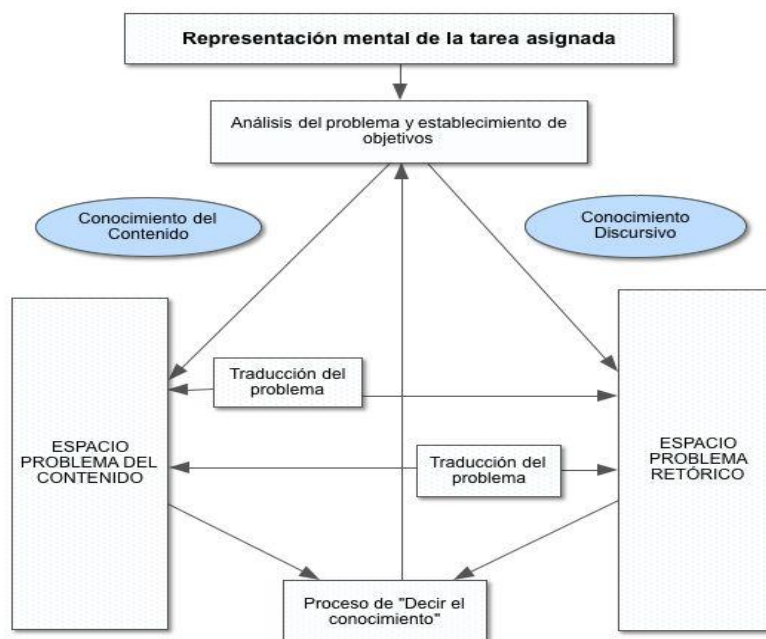 Representación mental de la tarea asignada
Análisis del problema y establecimiento de
objetivos
Conocimiento del
Contenido
Conocimiento
Discursivo
Traducción del
problema
ESPACIO
PROBLEMA DEL
CONTENIDO
Traducción del
problema
ESPACIO
PROBLEMA
RETÓRICO
Proceso de "Decir el
conocimiento"